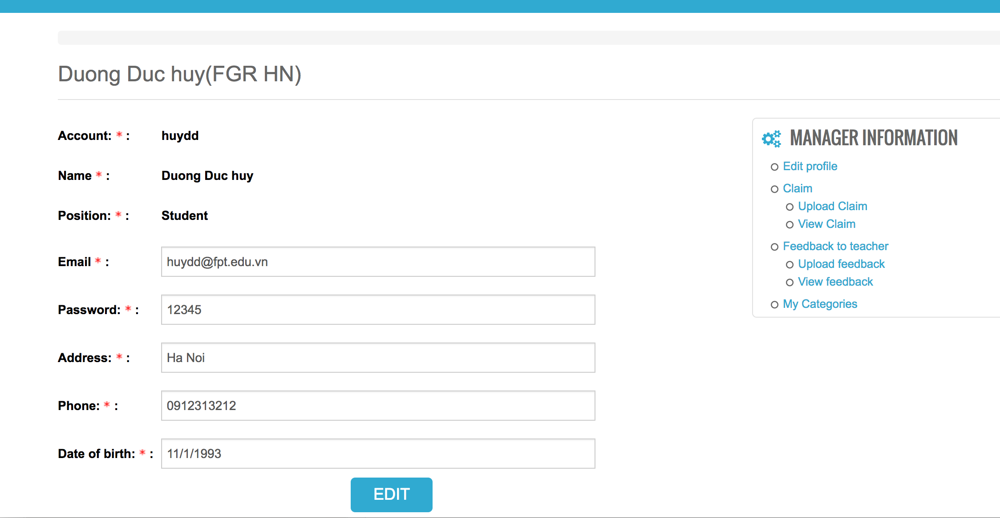 Duong Duc huy(FGR HN)
Account: * : huydd
Name * : Duong Duc huy
Position: * : Student
Email * : huydd@fpt.edu.vn
Password: * : 12345
Address: * : Ha Noi
Phone: * : 0912313212
Date of birth: * : 11/1/1993
EDIT
MANAGER INFORMATION
Edit profile
Claim
Upload Claim
View Claim
Feedback to teacher
Upload feedback
View feedback
My Categories